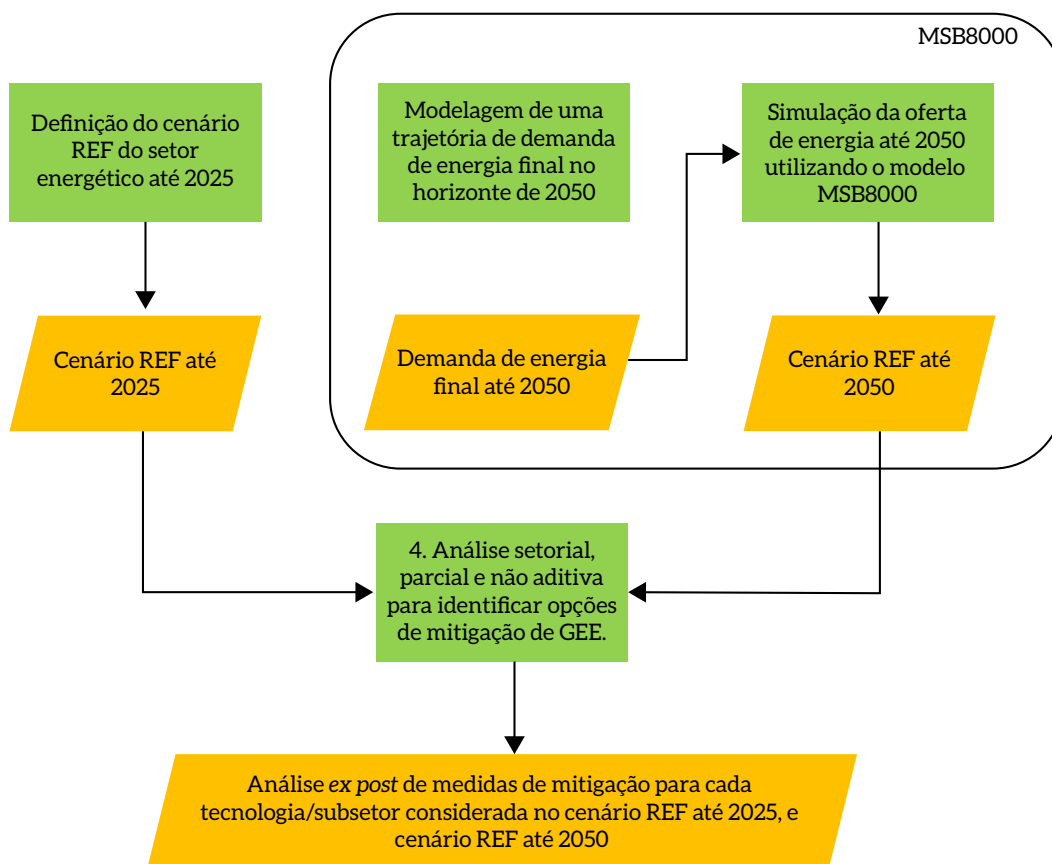 MSB8000
Definição do cenário
REF do setor
energético até 2025
Modelagem de uma
trajetória de demanda
de energia final no
horizonte de 2050
Simulação da oferta
de energia até 2050
utilizando o modelo
MSB8000
Cenário REF até
2025
Demanda de energia
final até 2050
Cenário REF até
2050
4. Análise setorial,
parcial e não aditiva
para identificar opções
de mitigação de GEE.
Análise ex post de medidas de mitigação para cada
tecnologia/subsetor considerada no cenário REF até 2025, e
cenário REF até 2050